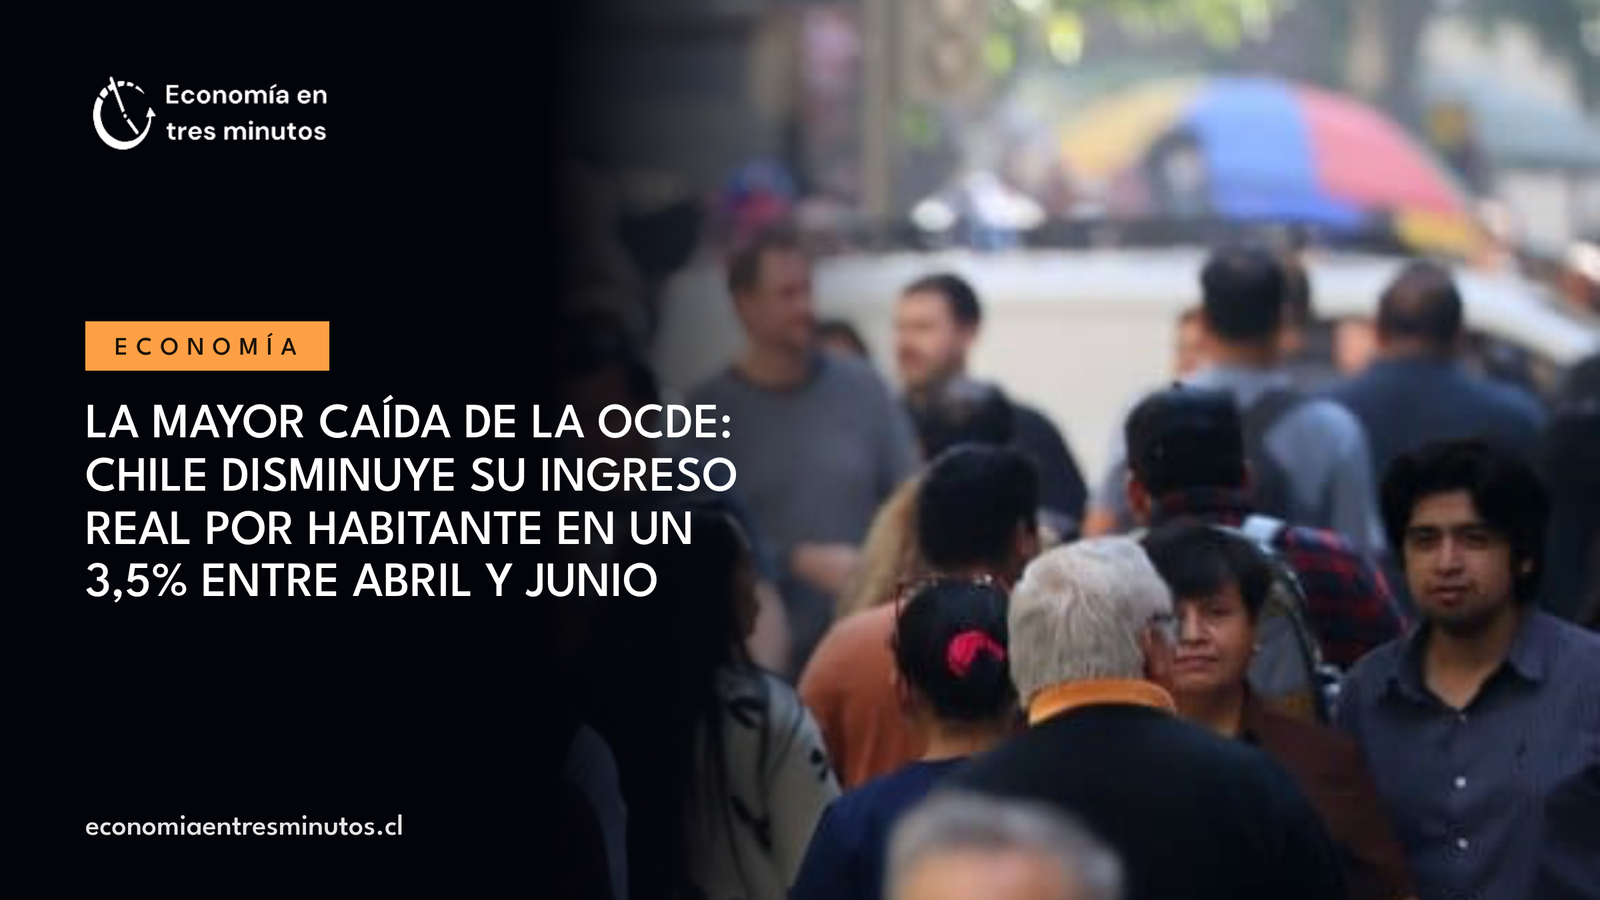 Economía en
tres minutos
ECONOMÍA
LA MAYOR CAÍDA DE LA OCDE:
CHILE DISMINUYE SU INGRESO
REAL POR HABITANTE EN UN
3,5% ENTRE ABRIL Y JUNIO
economiaentresminutos.cl